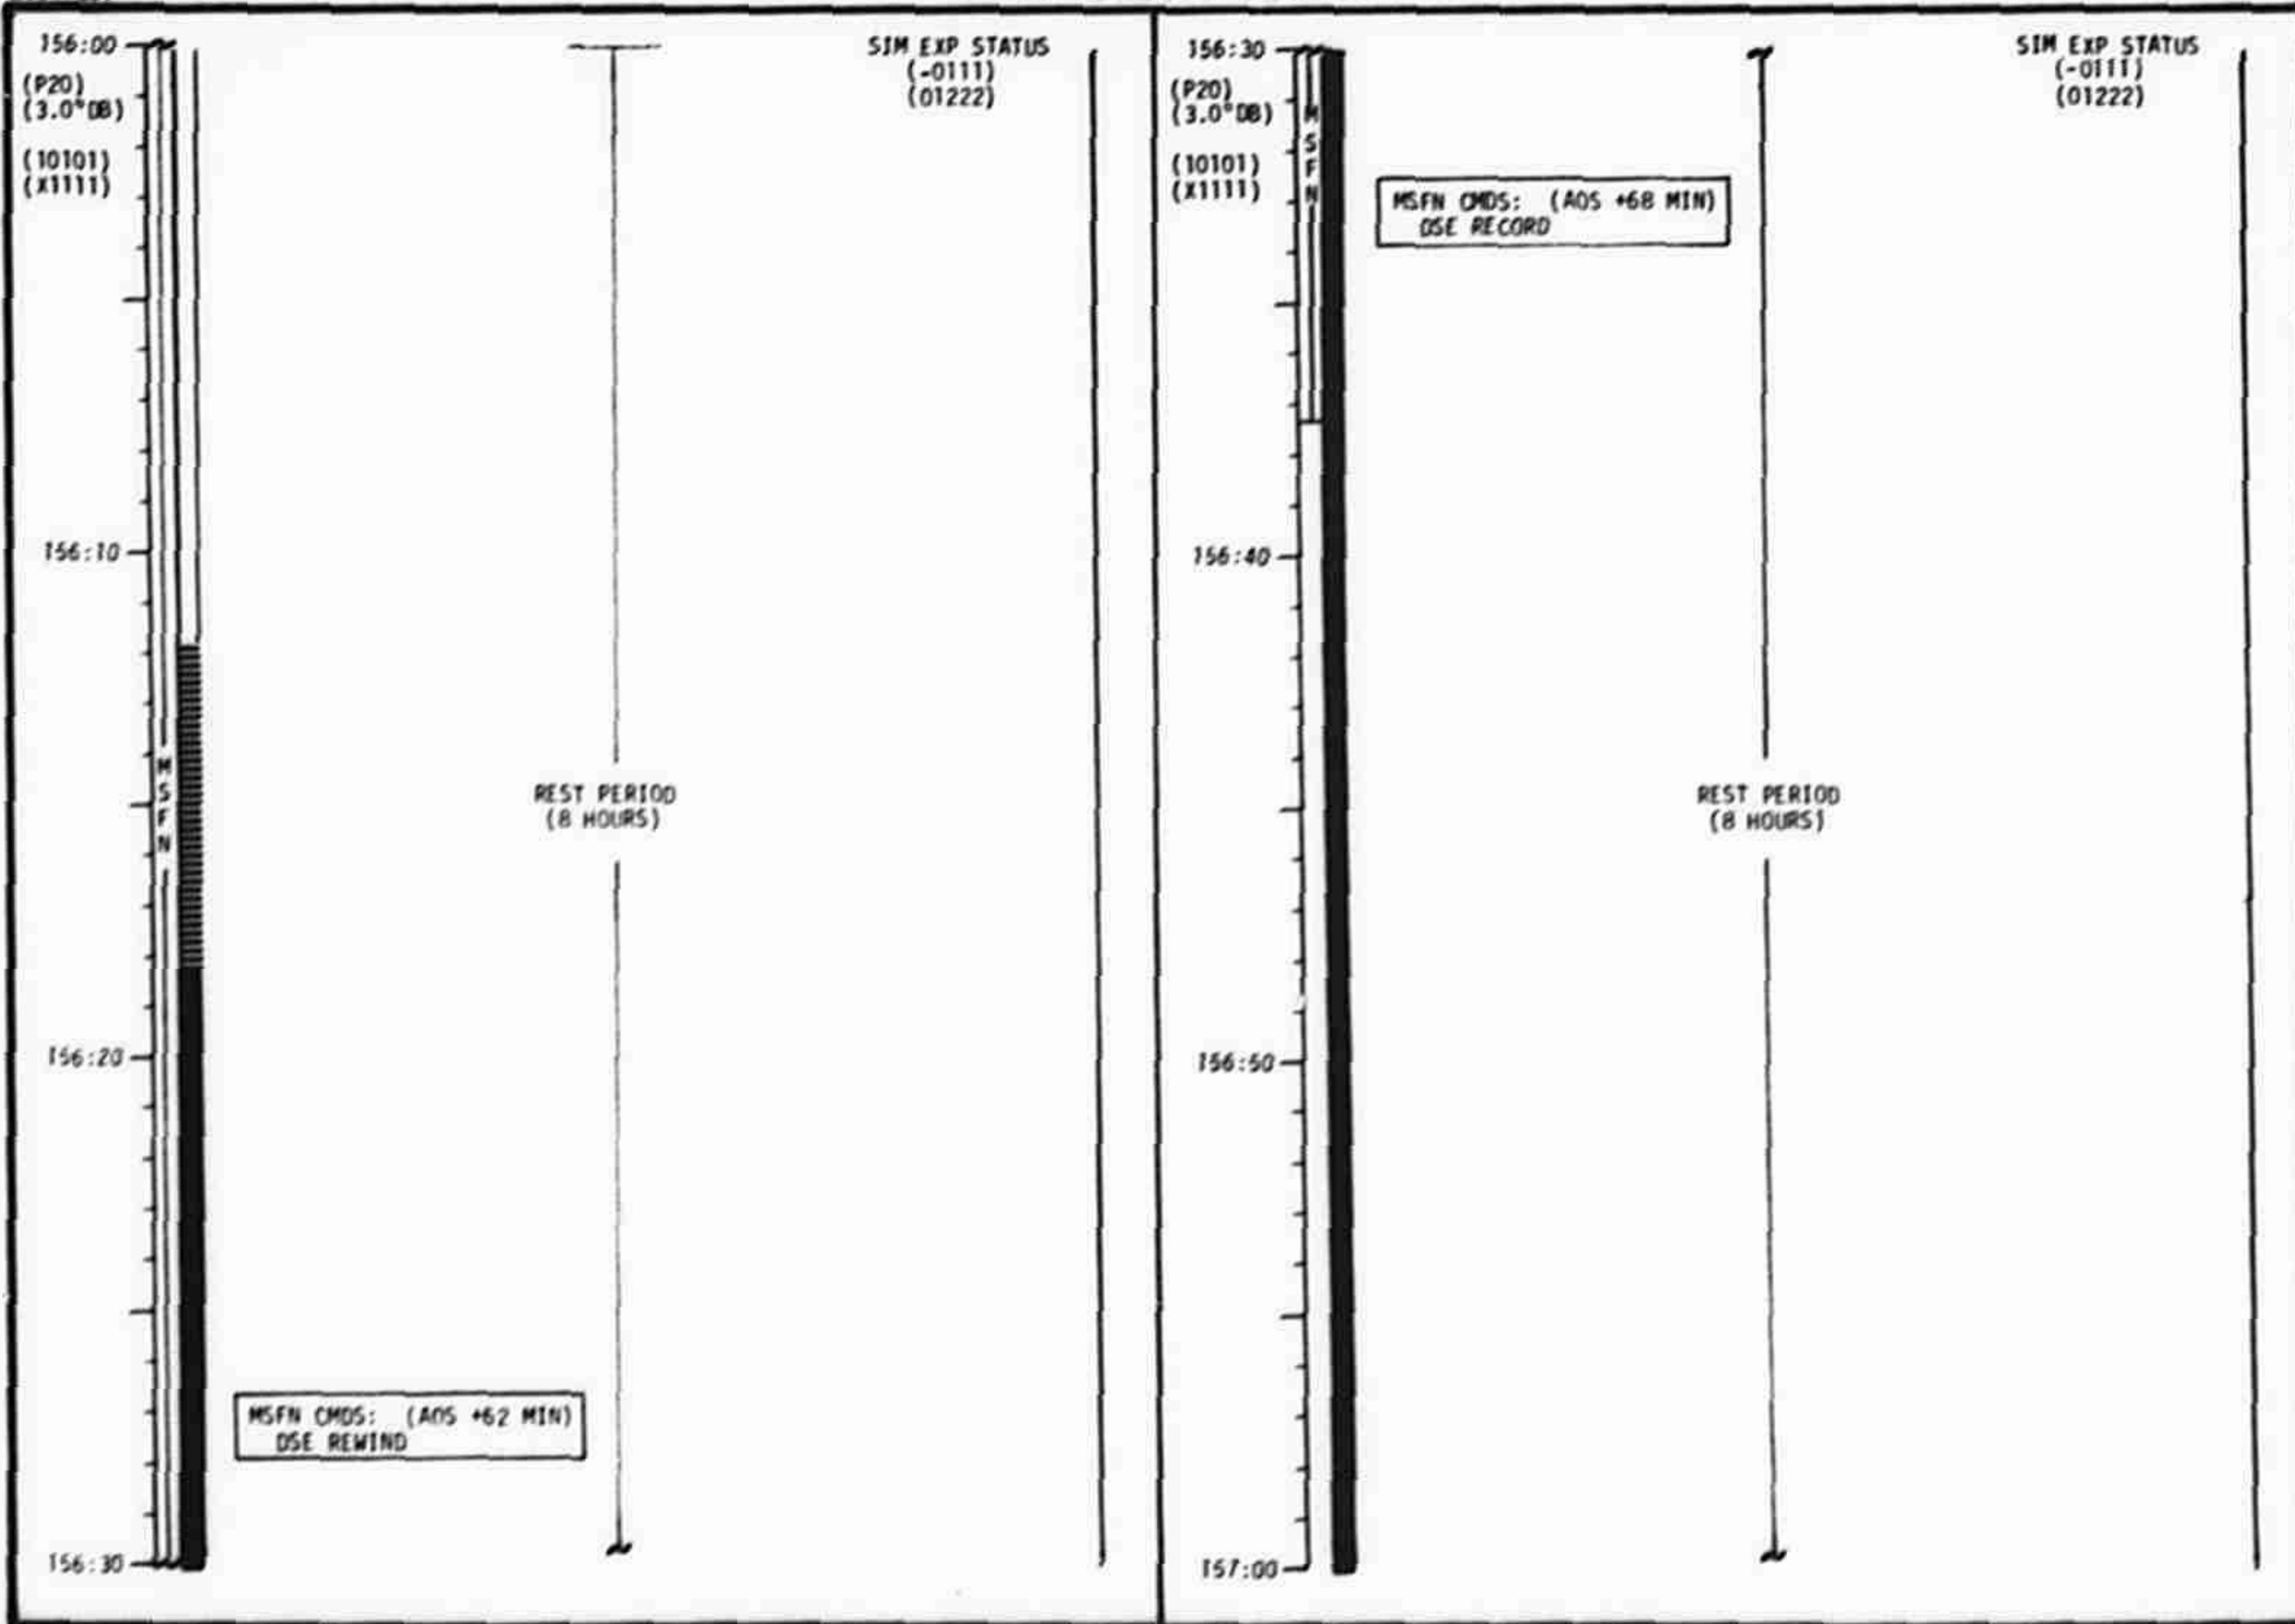 156:00
(P20)
(3.0°DB)
(10101)
(X1111)
SIM EXP STATUS
(-0111)
(01222)
156:10
MSFN
REST PERIOD
(8 HOURS)
156:20
MSFN CMDS: (AOS +62 MIN)
DSE REWIND
156:30
156:30
(P20)
(3.0°DB)
(10101)
(X1111)
MSFN
SIM EXP STATUS
(-0111)
(01222)
MSFN CMDS: (AOS +68 MIN)
DSE RECORD
156:40
REST PERIOD
(8 HOURS)
156:50
157:00